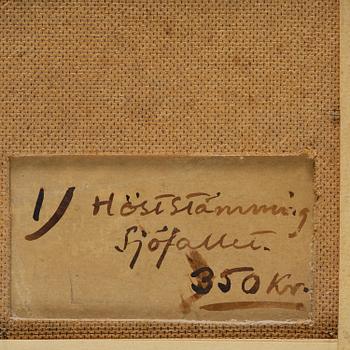 1) Höststämning
Sjöfallet.
350 Kr.